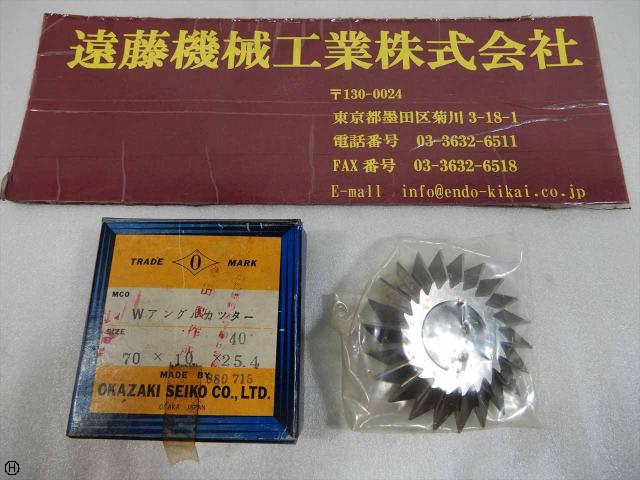 遠藤機械工業株式会社
〒130-0024
東京都墨田区菊川3-18-1
電話番号 03-3632-6511
FAX番号 03-3632-6518
E-mail info@endo-kikai.co.jp
TRADE O MARK
MCO
Wアングルカッター
SIZE 40°
70 × 10 × 25.4
MADE BY 880715
OKAZAKI SEIKO CO., LTD.
OSAKA JAPAN
H